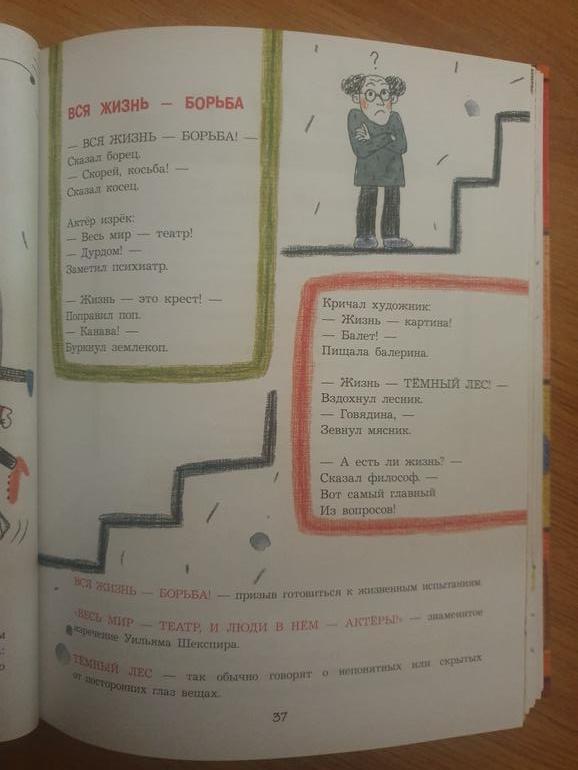 ВСЯ ЖИЗНЬ — БОРЬБА
— ВСЯ ЖИЗНЬ — БОРЬБА! —
Сказал борец.
— Скорей, косьба! —
Сказал косец.
Актёр изрёк:
— Весь мир — театр!
— Дурдом! —
Заметил психиатр.
— Жизнь — это крест! —
Поправил поп.
— Канава! —
Буркнул землекоп.
?
Кричал художник:
— Жизнь — картина!
— Балет! —
Пищала балерина.
— Жизнь — ТЁМНЫЙ ЛЕС! —
Вздохнул лесник.
— Говядина, —
Зевнул мясник.
— А есть ли жизнь? —
Сказал философ. —
Вот самый главный
Из вопросов!
ВСЯ ЖИЗНЬ — БОРЬБА! — призыв готовиться к жизненным испытаниям
«ВЕСЬ МИР — ТЕАТР, И ЛЮДИ В НЁМ — АКТЁРЫ!» — знаменитое
изречение Уильяма Шекспира.
ТЁМНЫЙ ЛЕС — так обычно говорят о непонятных или скрытых
от посторонних глаз вещах.
37